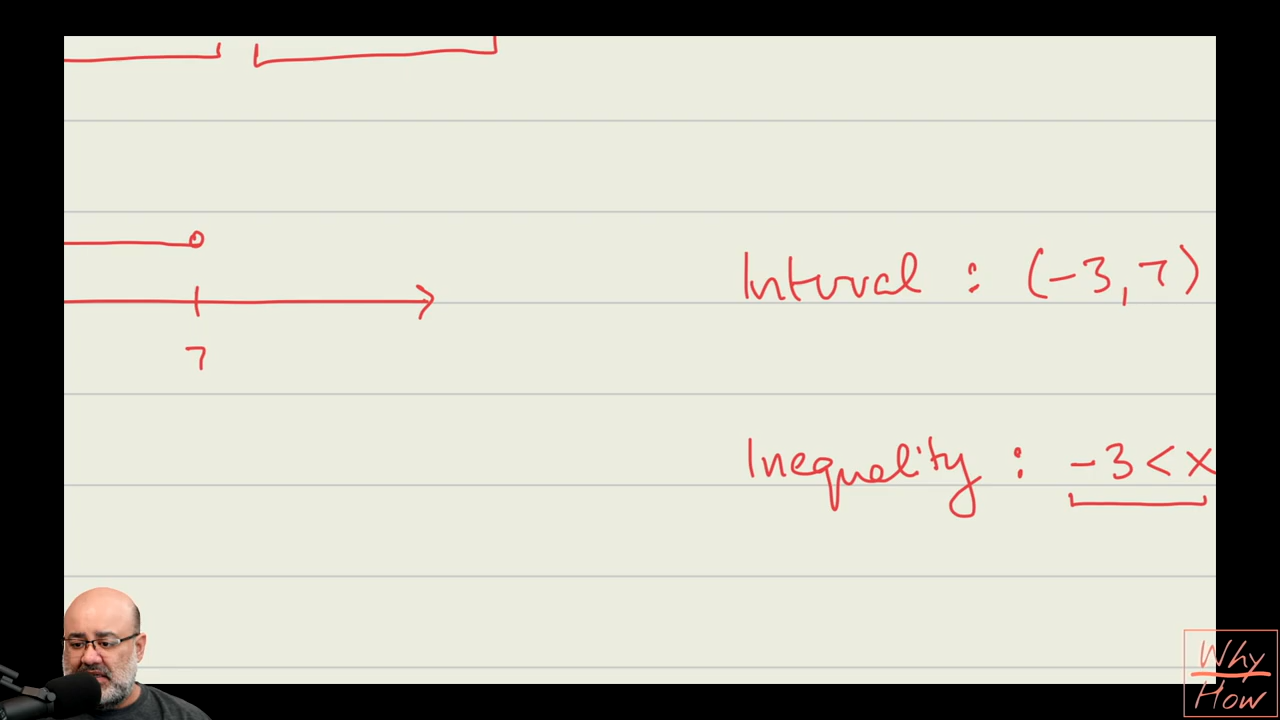 Interval : (-3, 7)
7
Inequality : -3 < x
Why
How